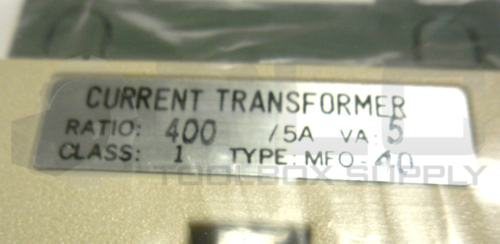 CURRENT TRANSFORMER
RATIO: 400 /5A VA: 5
CLASS: 1 TYPE: MFO-40
TOOLBOX SUPPLY